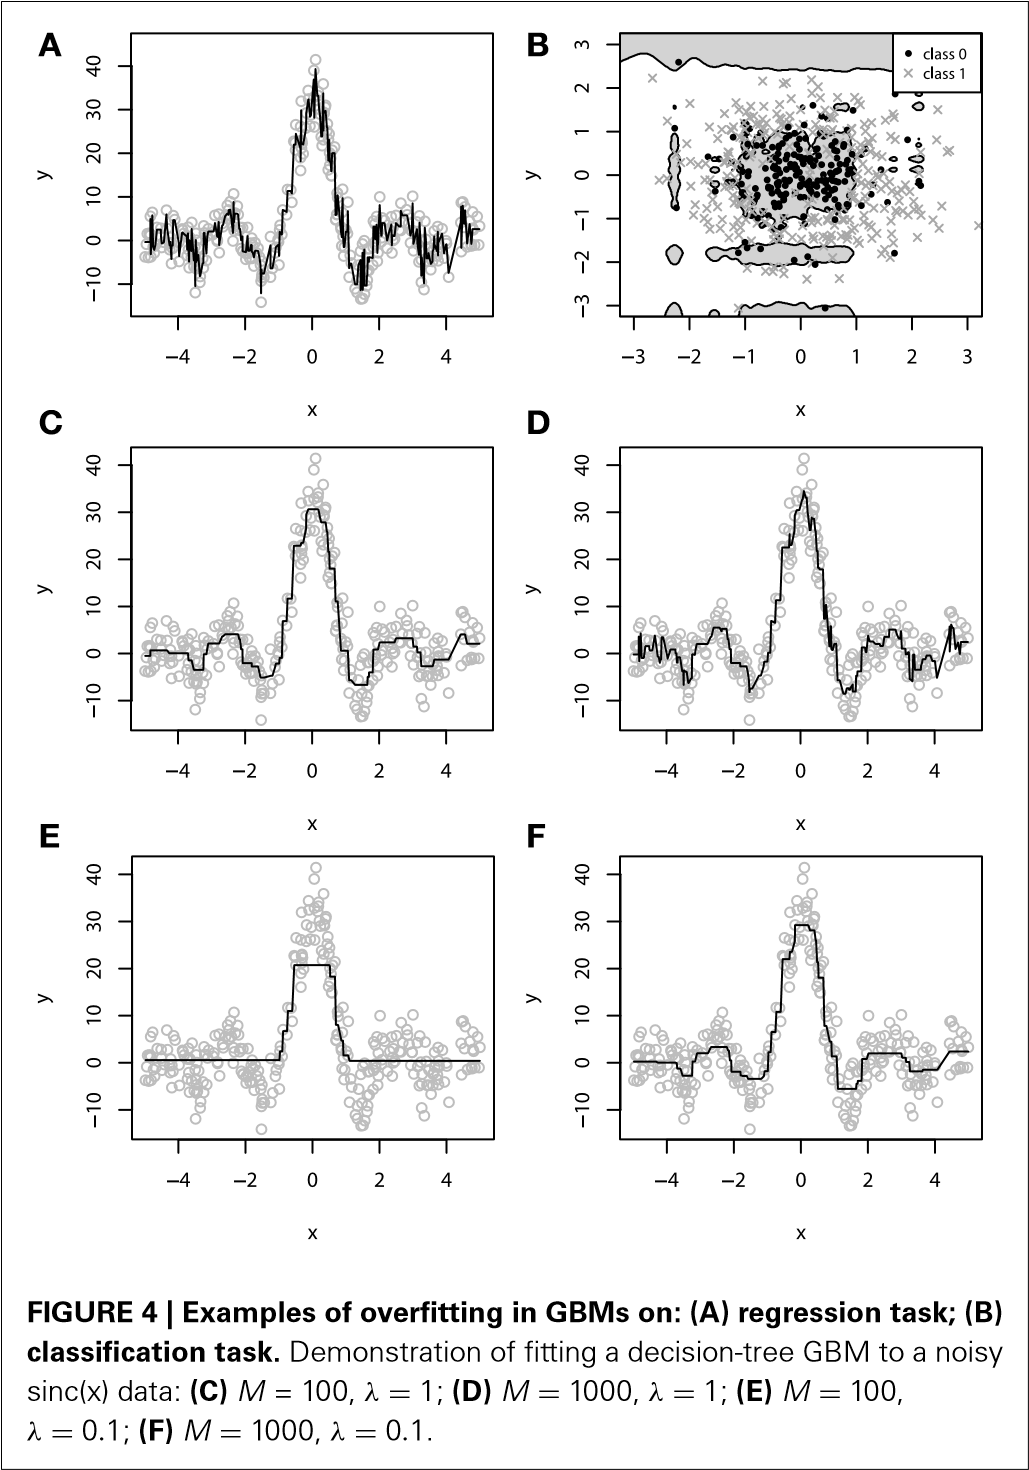 A
40
30
20
10
0
−10
y
−4 −2 0 2 4
x
B
3
2
1
0
−1
−2
−3
y
class 0
class 1
−3 −2 −1 0 1 2 3
x
C
40
30
20
10
0
−10
y
−4 −2 0 2 4
x
D
40
30
20
10
0
−10
y
−4 −2 0 2 4
x
E
40
30
20
10
0
−10
y
−4 −2 0 2 4
x
F
40
30
20
10
0
−10
y
−4 −2 0 2 4
x
FIGURE 4 | Examples of overfitting in GBMs on: (A) regression task; (B)
classification task. Demonstration of fitting a decision-tree GBM to a noisy
sinc(x) data: (C) M = 100, λ = 1; (D) M = 1000, λ = 1; (E) M = 100,
λ = 0.1; (F) M = 1000, λ = 0.1.